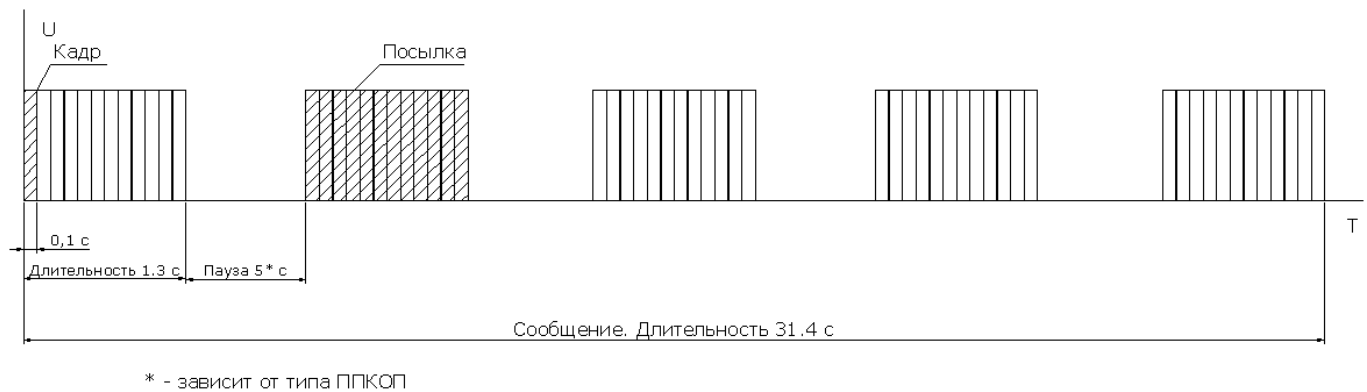 U
Кадр
Посылка
T
0,1 с
Длительность 1.3 с
Пауза 5* с
Сообщение. Длительность 31.4 с
* - зависит от типа ППКОП